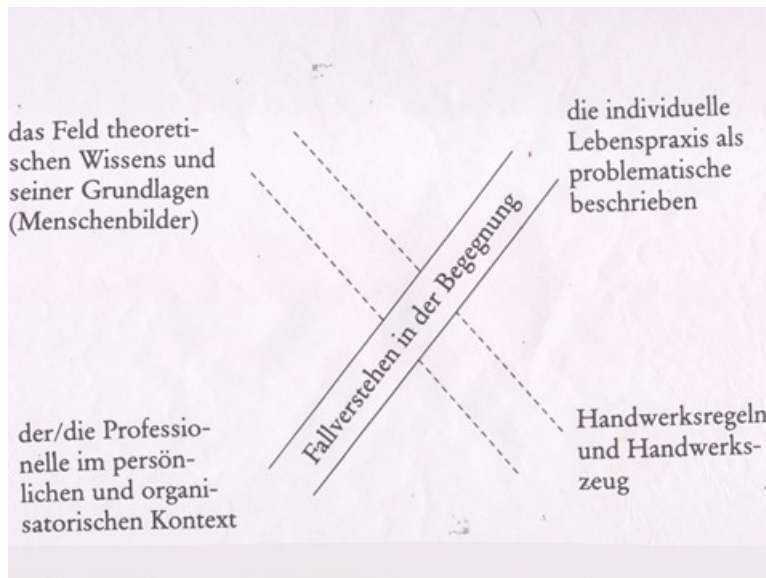 das Feld theoreti-
schen Wissens und
seiner Grundlagen
(Menschenbilder)
die individuelle
Lebenspraxis als
problematische
beschrieben
Fallverstehen in der Begegnung
der/die Professio-
nelle im persön-
lichen und organi-
satorischen Kontext
Handwerksregeln
und Handwerks-
zeug